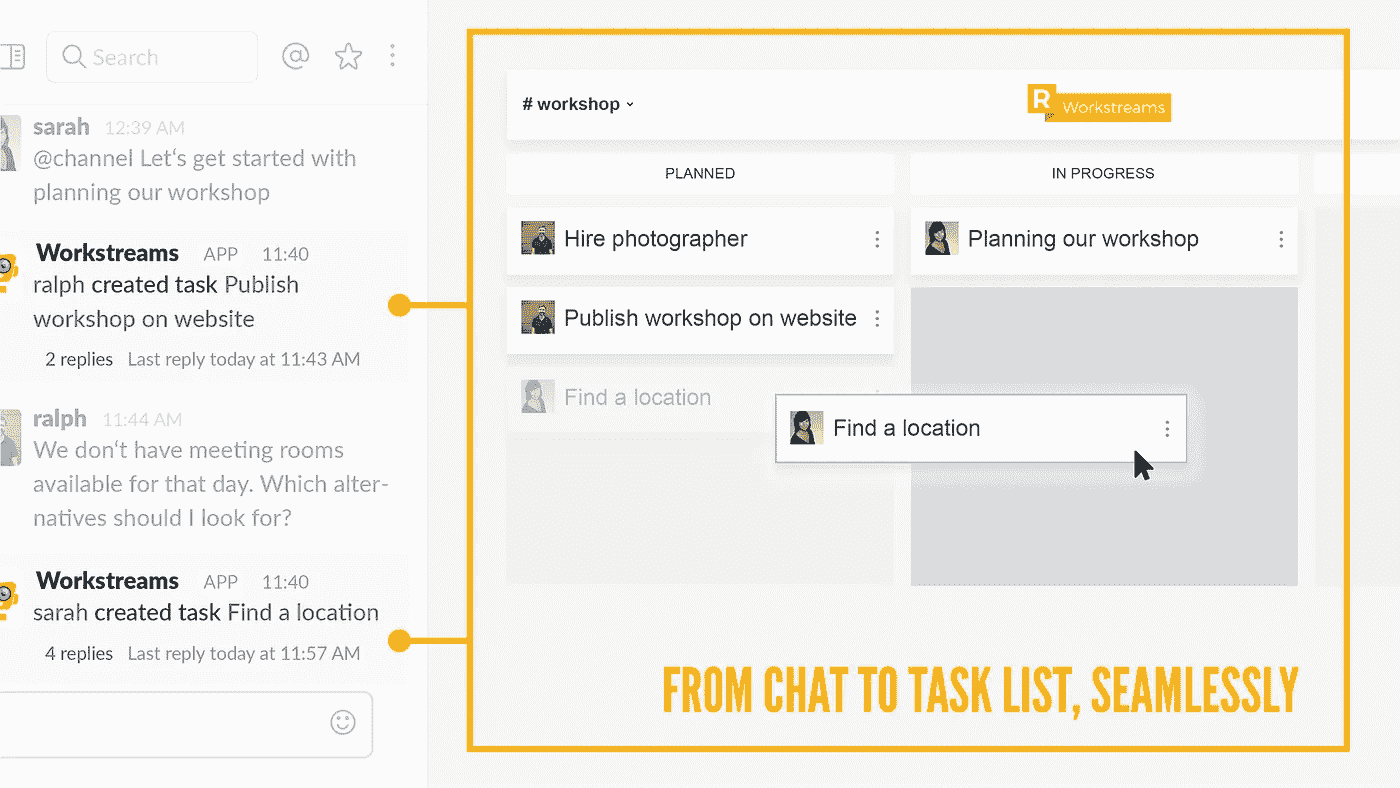 Search
sarah 12:39 AM
@channel Let‘s get started with
planning our workshop
Workstreams APP 11:40
ralph created task Publish
workshop on website
2 replies Last reply today at 11:43 AM
ralph 11:44 AM
We don‘t have meeting rooms
available for that day. Which alter-
natives should I look for?
Workstreams APP 11:40
sarah created task Find a location
4 replies Last reply today at 11:57 AM
# workshop
R Workstreams
PLANNED
Hire photographer
Publish workshop on website
Find a location
IN PROGRESS
Planning our workshop
Find a location
FROM CHAT TO TASK LIST, SEAMLESSLY